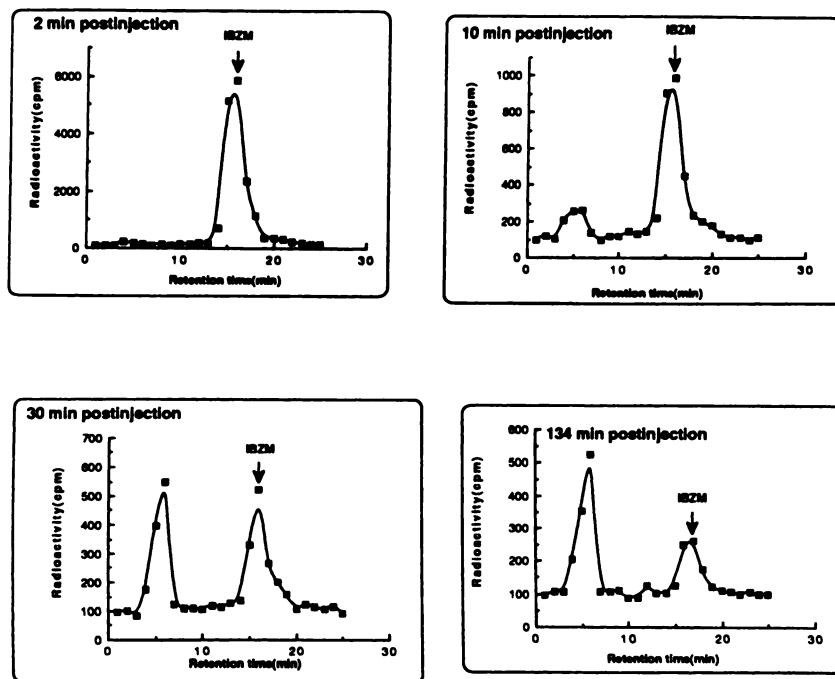 2 min postinjection
IBZM
6000
4000
2000
0
Radioactivity(cpm)
0 10 20 30
Retention time(min)
10 min postinjection
IBZM
1000
800
600
400
200
0
Radioactivity(cpm)
0 10 20 30
Retention time(min)
30 min postinjection
IBZM
700
600
500
400
300
200
100
0
Radioactivity(cpm)
0 10 20 30
Retention time(min)
134 min postinjection
IBZM
600
500
400
300
200
100
0
Radioactivity(cpm)
0 10 20 30
Retention time(min)